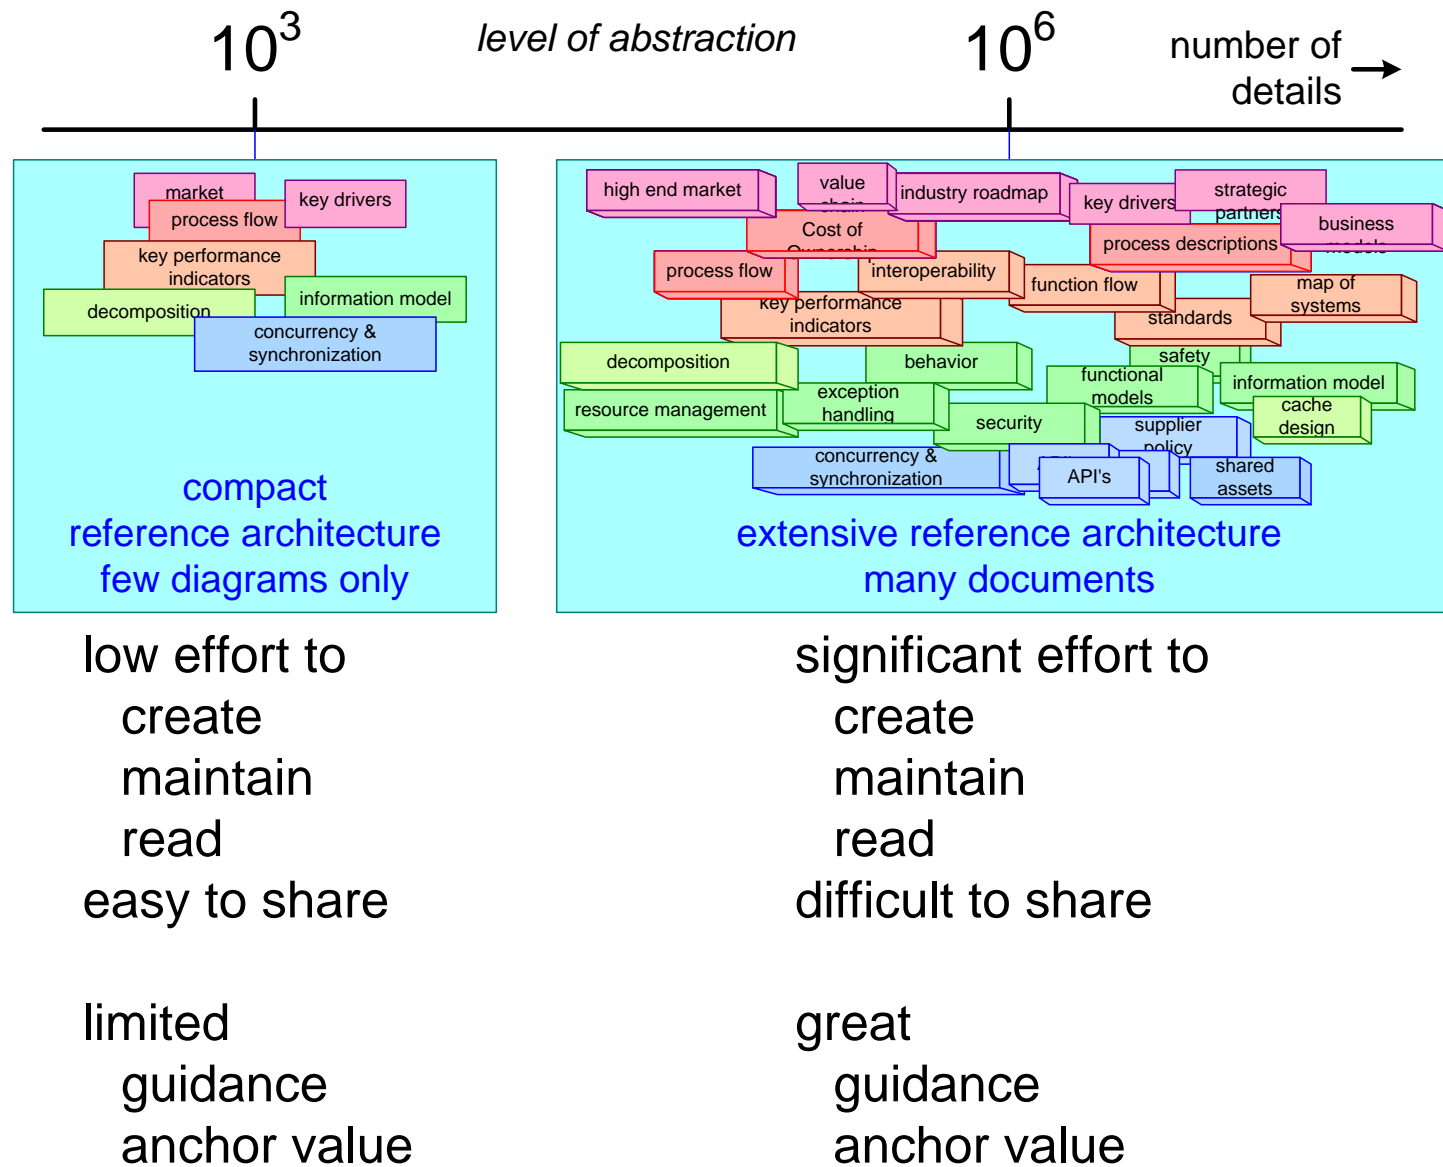 10³
level of abstraction
10⁶
number of
details
market
process flow
key drivers
key performance
indicators
decomposition
information model
concurrency &
synchronization
compact
reference architecture
few diagrams only
high end market
value
chain
industry roadmap
key drivers
strategic
partners
business
models
Cost of
Ownership
process descriptions
process flow
interoperability
function flow
map of
systems
key performance
indicators
standards
decomposition
behavior
safety
functional
models
information model
resource management
exception
handling
security
cache
design
supplier
policy
concurrency &
synchronization
API's
shared
assets
extensive reference architecture
many documents
low effort to
create
maintain
read
easy to share
limited
guidance
anchor value
significant effort to
create
maintain
read
difficult to share
great
guidance
anchor value